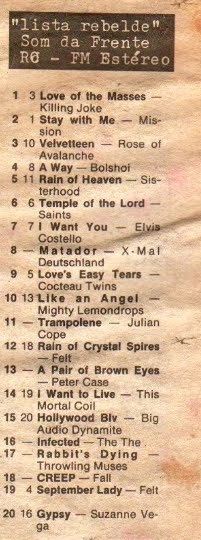 "lista rebelde"
Som da Frente
RC - FM Estéreo
1 3 Love of the Masses —
Killing Joke
2 1 Stay with Me — Mis-
sion
3 10 Velvetteen — Rose of
Avalanche
4 8 A Way — Bolshoi
5 11 Rain of Heaven — Sis-
terhood
6 6 Temple of the Lord —
Saints
7 7 I Want You — Elvis
Costello
8 — Matador — X-Mal
Deutschland
9 5 Love's Easy Tears —
Cocteau Twins
10 13 Like an Angel —
Mighty Lemondrops
11 — Trampolene — Julian
Cope
12 18 Rain of Crystal Spires
— Felt
13 — A Pair of Brown Eyes
— Peter Case
14 19 I Want to Live — This
Mortal Coil
15 20 Hollywood Blv — Big
Audio Dynamite
16 — Infected — The The .
17 — Rabbit's Dying —
Throwling Muses
18 — CREEP — Fall
19 4 September Lady — Felt
20 16 Gypsy — Suzanne Ve-
ga